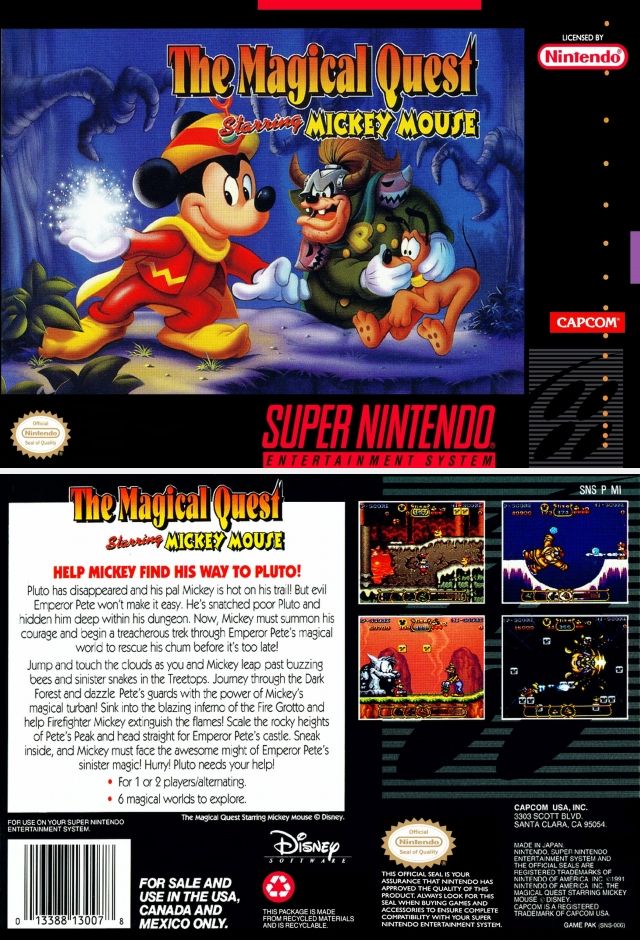 The Magical Quest
Starring MICKEY MOUSE
LICENSED BY
Nintendo
CAPCOM
Official
Nintendo
Seal of Quality
SUPER NINTENDO
ENTERTAINMENT SYSTEM
SNS P MI
The Magical Quest
Starring MICKEY MOUSE
HELP MICKEY FIND HIS WAY TO PLUTO!
Pluto has disappeared and his pal Mickey is hot on his trail! But evil
Emperor Pete won't make it easy. He's snatched poor Pluto and
hidden him deep within his dungeon. Now, Mickey must summon his
courage and begin a treacherous trek through Emperor Pete's magical
world to rescue his chum before it's too late!
Jump and touch the clouds as you and Mickey leap past buzzing
bees and sinister snakes in the Treetops. Journey through the Dark
Forest and dazzle Pete's guards with the power of Mickey's
magical turban! Sink into the blazing inferno of the Fire Grotto and
help Firefighter Mickey extinguish the flames! Scale the rocky heights
of Pete's Peak and head straight for Emperor Pete's castle. Sneak
inside, and Mickey must face the awesome might of Emperor Pete's
sinister magic! Hurry! Pluto needs your help!
• For 1 or 2 players/alternating.
• 6 magical worlds to explore.
The Magical Quest Starring Mickey Mouse © Disney.
FOR USE ON YOUR SUPER NINTENDO
ENTERTAINMENT SYSTEM.
0 13388 13007 8
FOR SALE AND
USE IN THE USA,
CANADA AND
MEXICO ONLY.
Disney
SOFTWARE
THIS PACKAGE IS MADE
FROM RECYCLED MATERIALS
AND IS RECYCLABLE.
Official
Nintendo
Seal of Quality
THIS OFFICIAL SEAL IS YOUR
ASSURANCE THAT NINTENDO HAS
APPROVED THE QUALITY OF THIS
PRODUCT. ALWAYS LOOK FOR THIS
SEAL WHEN BUYING GAMES AND
ACCESSORIES TO ENSURE COMPLETE
COMPATIBILITY WITH YOUR SUPER
NINTENDO ENTERTAINMENT SYSTEM.
CAPCOM USA, INC.
3303 SCOTT BLVD.
SANTA CLARA, CA 95054
MADE IN JAPAN
NINTENDO, SUPER NINTENDO
ENTERTAINMENT SYSTEM AND
THE OFFICIAL SEALS ARE
REGISTERED TRADEMARKS OF
NINTENDO OF AMERICA INC. ©1991
NINTENDO OF AMERICA INC. THE
MAGICAL QUEST STARRING MICKEY
MOUSE © DISNEY.
CAPCOM IS A REGISTERED
TRADEMARK OF CAPCOM USA.
GAME PAK (SNS-006)